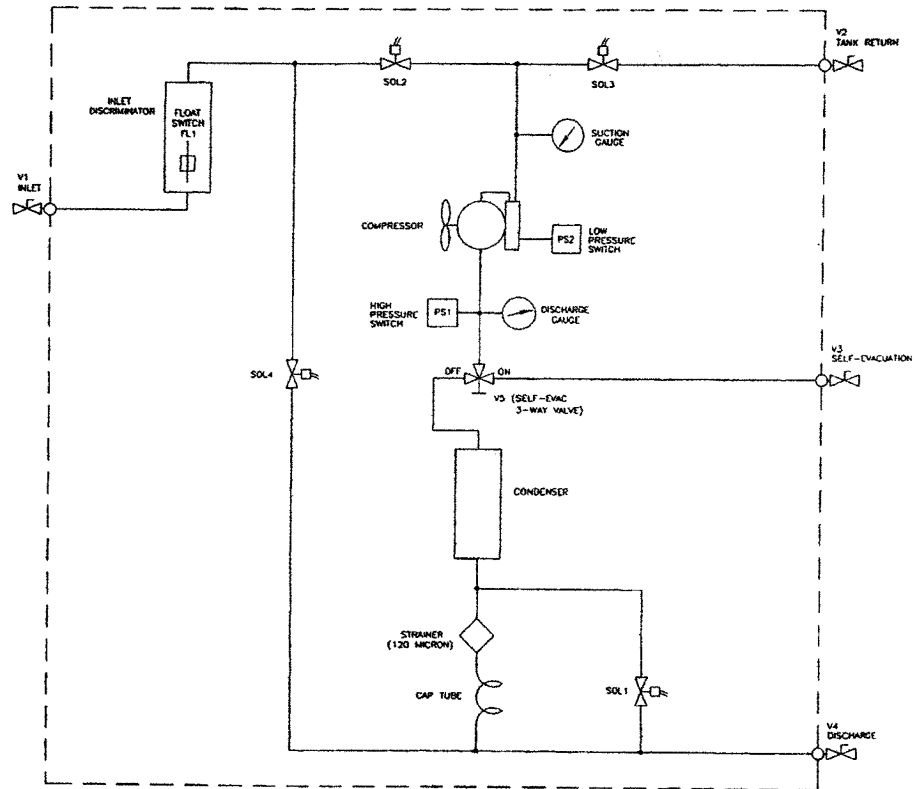 V2
TANK RETURN
SOL2
SOL3
INLET
DISCRIMINATOR
FLOAT
SWITCH
FL1
SUCTION
GAUGE
V1
INLET
COMPRESSOR
PS2
LOW
PRESSURE
SWITCH
HIGH
PRESSURE
SWITCH
PS1
DISCHARGE
GAUGE
V3
SELF-EVACUATION
SOL4
OFF
ON
V5 (SELF-EVAC
3-WAY VALVE)
CONDENSER
STRAINER
(120 MICRON)
CAP TUBE
SOL1
V4
DISCHARGE